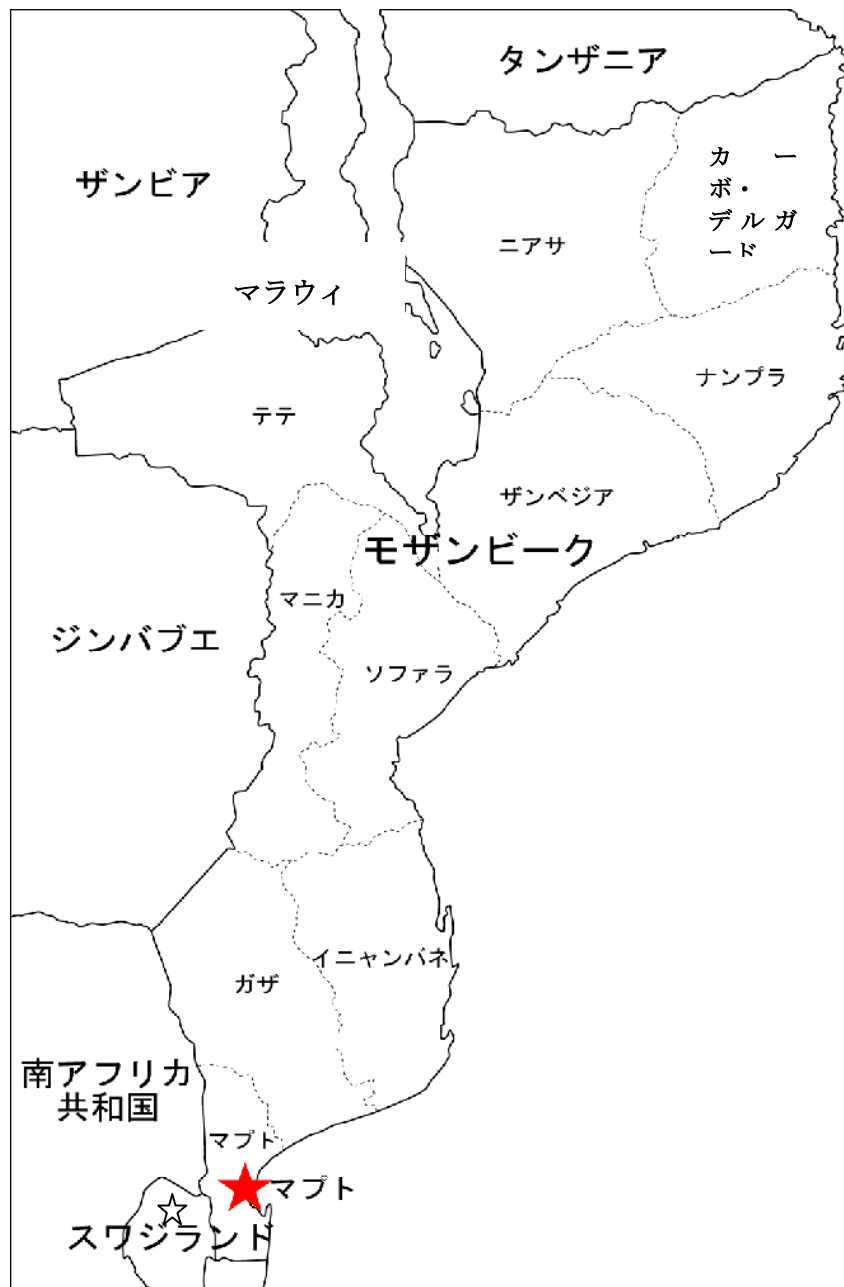 タンザニア
ザンビア
カー
ボ・
デルガ
ード
ニアサ
マラウィ
ナンプラ
テテ
ザンベジア
モザンビーク
マニカ
ジンバブエ
ソファラ
イニャンバネ
ガザ
南アフリカ
共和国
マプト
マプト
スワジランド